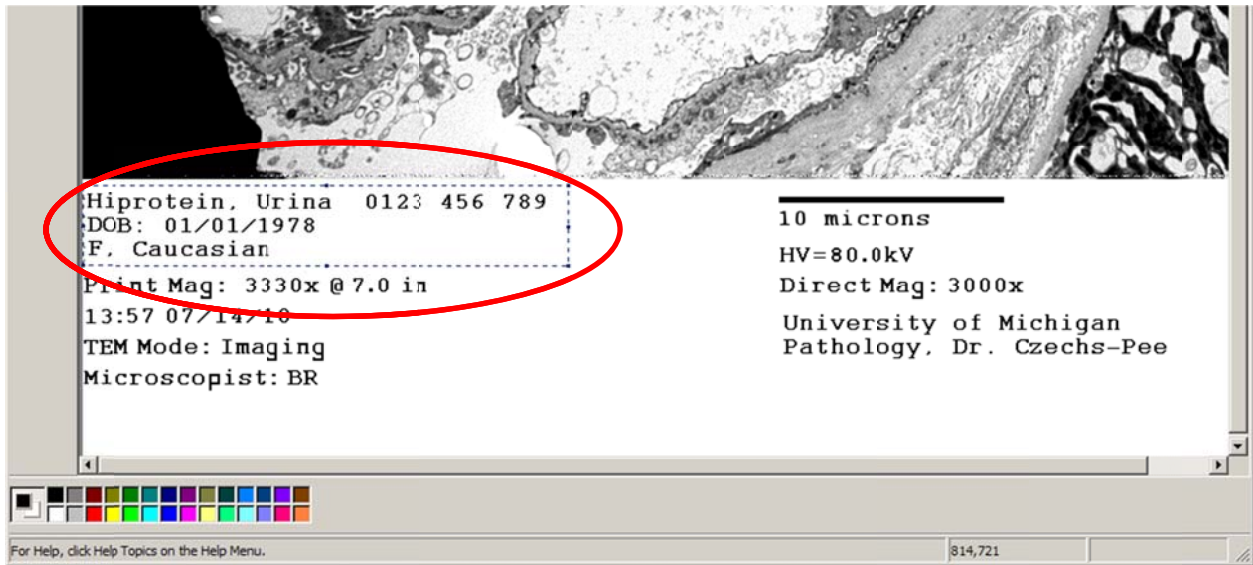 Hiprotein, Urina 0123 456 789
DOB: 01/01/1978
F, Caucasian
Print Mag: 3330x @ 7.0 in
13:57 07/14/10
TEM Mode: Imaging
Microscopist: BR
10 microns
HV=80.0kV
Direct Mag: 3000x
University of Michigan
Pathology, Dr. Czechs-Pee
For Help, click Help Topics on the Help Menu.
814,721